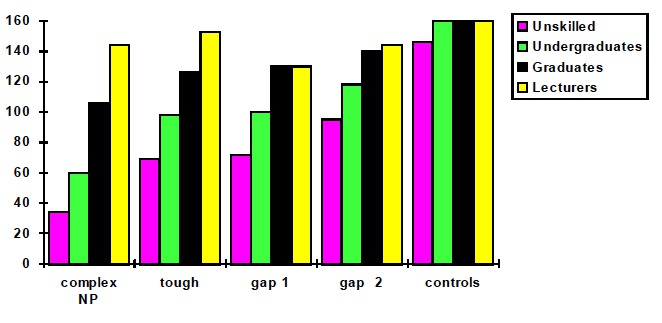 160
140
120
100
80
60
40
20
0
complex NP
tough
gap 1
gap 2
controls
Unskilled
Undergraduates
Graduates
Lecturers